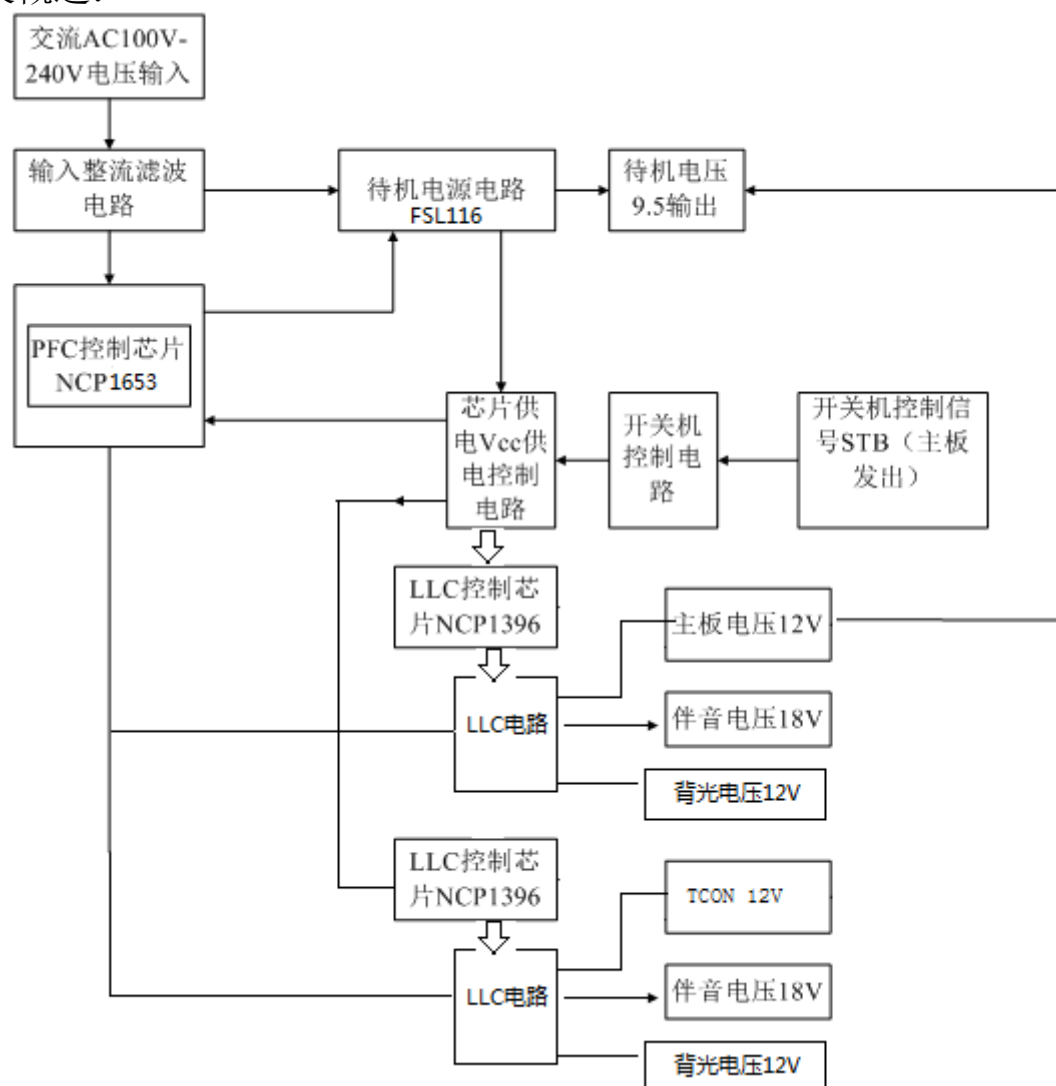 交流AC100V-
240V电压输入
输入整流滤波
电路
待机电源电路
FSL116
待机电压
9.5输出
PFC控制芯片
NCP1653
芯片供
电Vcc供
电控制
电路
开关机
控制电
路
开关机控制信
号STB（主板
发出）
LLC控制芯
片NCP1396
主板电压12V
LLC电路
伴音电压18V
背光电压12V
LLC控制芯
片NCP1396
TCON 12V
LLC电路
伴音电压18V
背光电压12V